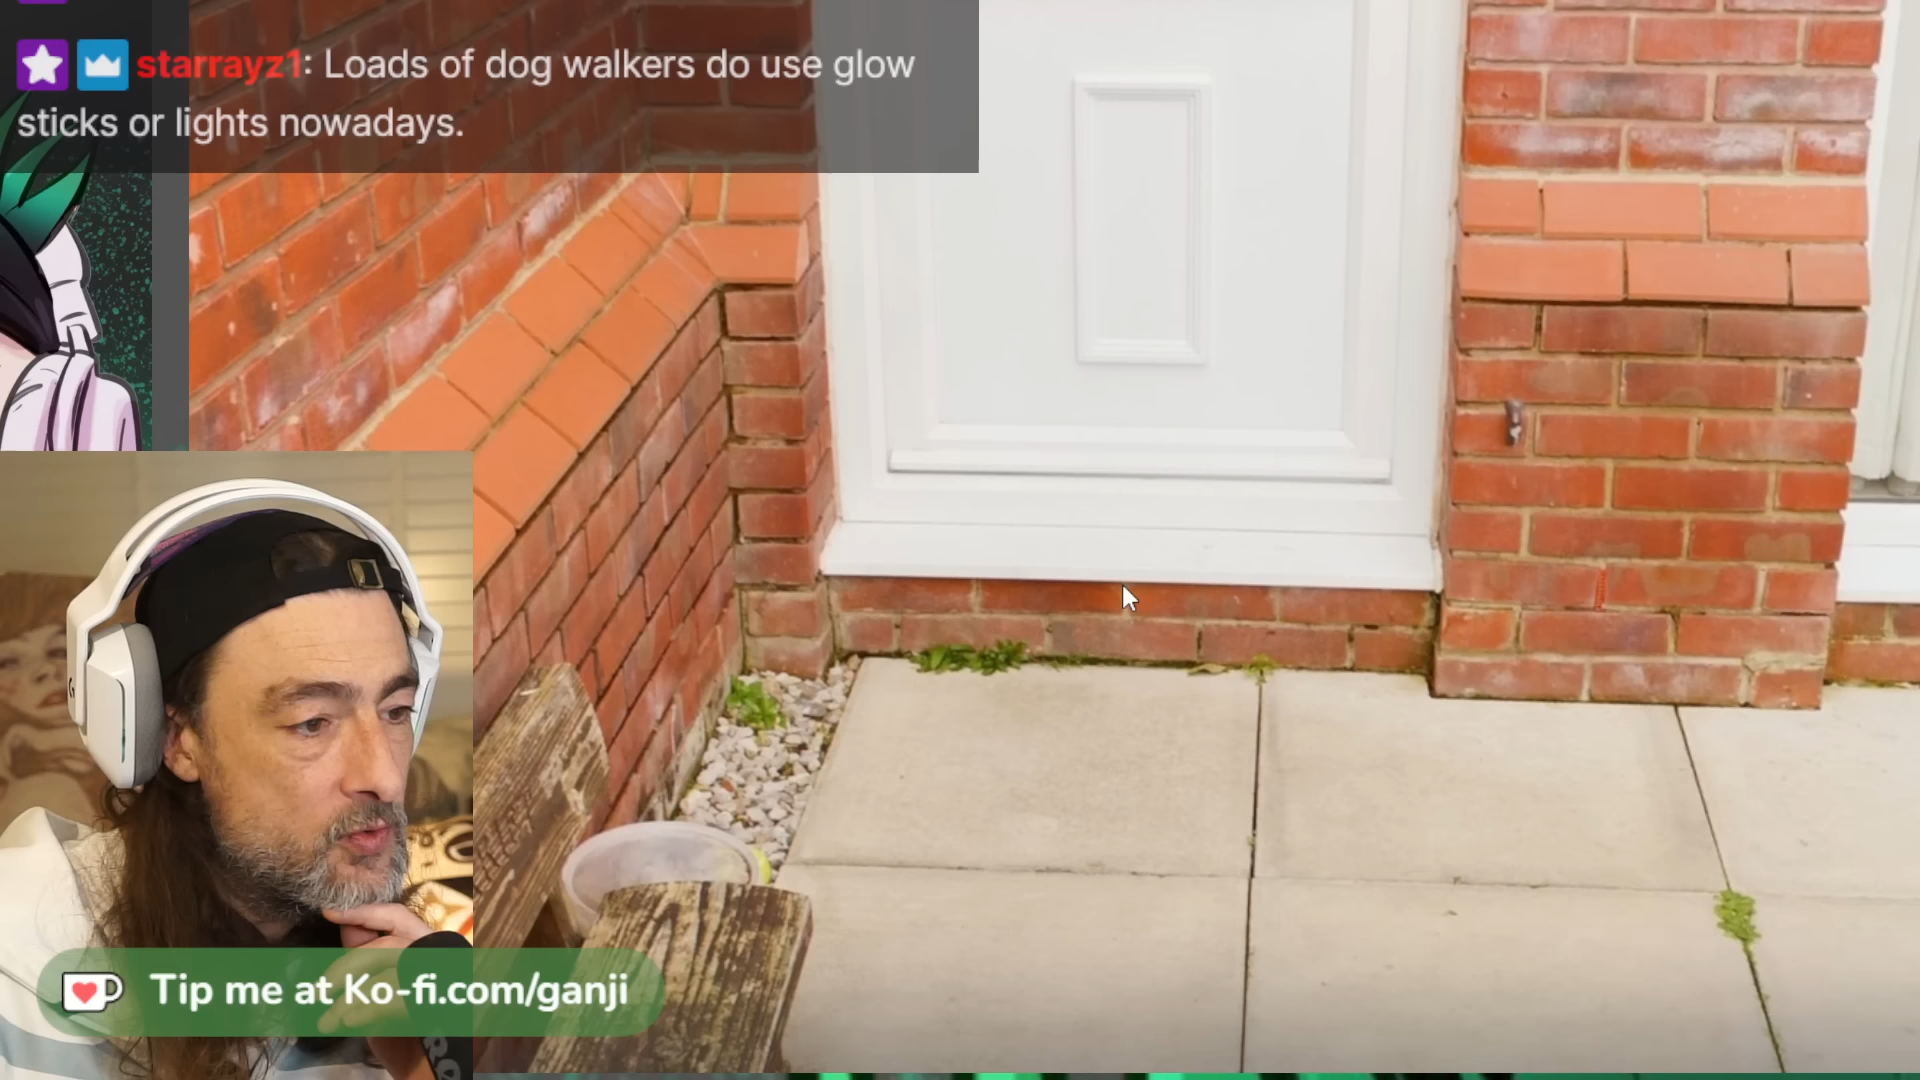 starrayz1: Loads of dog walkers do use glow
sticks or lights nowadays.
Tip me at Ko-fi.com/ganji